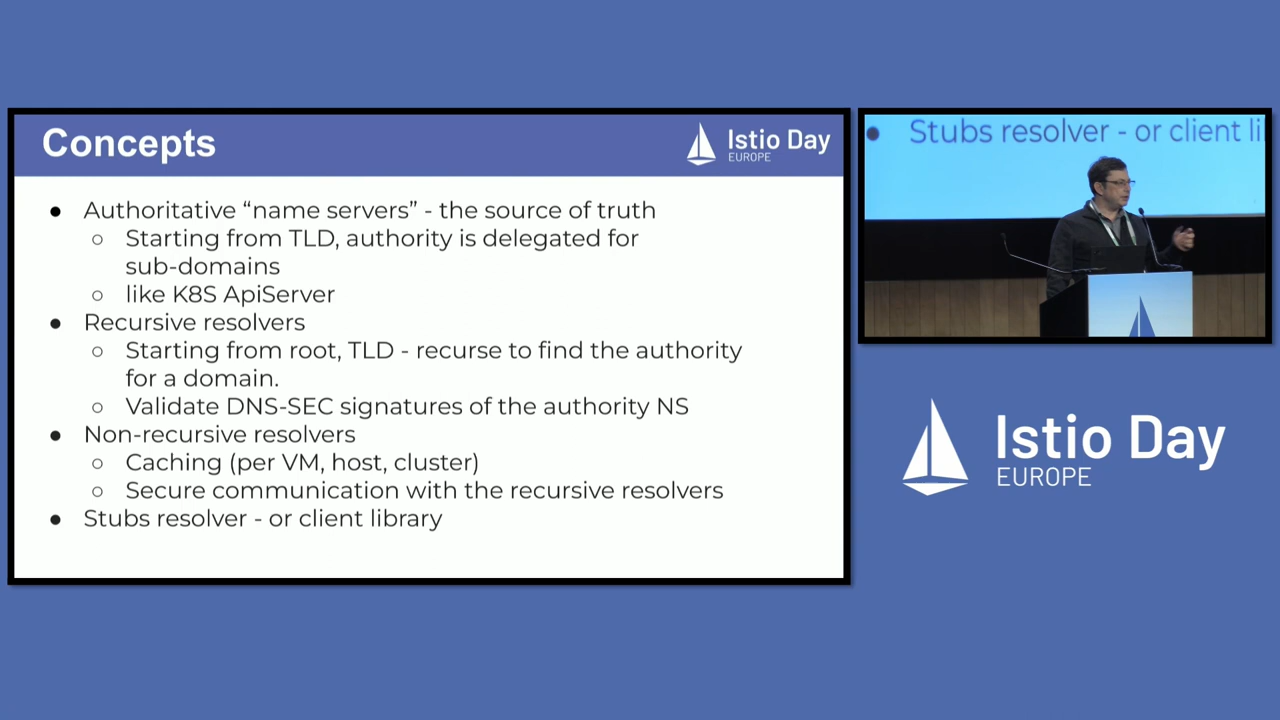 Concepts
Istio Day
EUROPE
● Authoritative “name servers” - the source of truth
○ Starting from TLD, authority is delegated for
sub-domains
○ like K8S ApiServer
● Recursive resolvers
○ Starting from root, TLD - recurse to find the authority
for a domain.
○ Validate DNS-SEC signatures of the authority NS
● Non-recursive resolvers
○ Caching (per VM, host, cluster)
○ Secure communication with the recursive resolvers
● Stubs resolver - or client library
● Stubs resolver - or client li
Istio Day
EUROPE